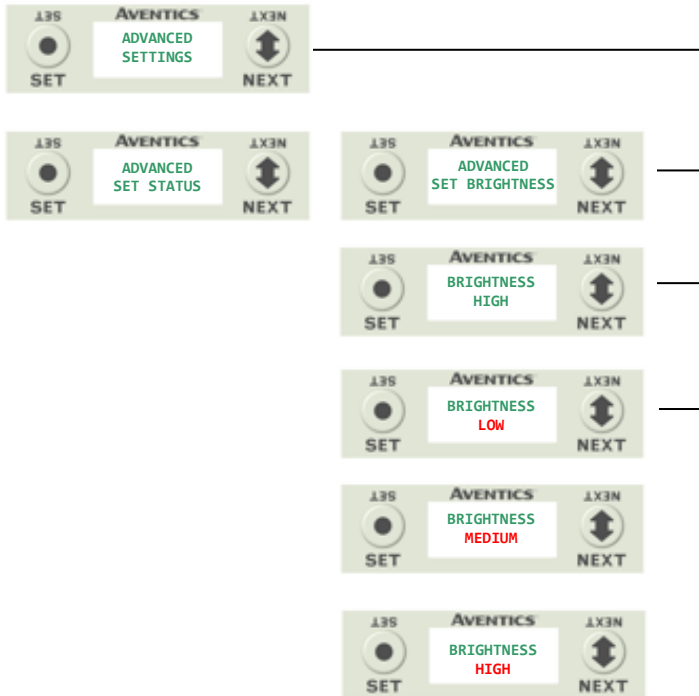 SET AVENTICS NEXT
ADVANCED
SETTINGS
SET NEXT
SET AVENTICS NEXT
ADVANCED
SET STATUS
SET NEXT
SET AVENTICS NEXT
ADVANCED
SET BRIGHTNESS
SET NEXT
SET AVENTICS NEXT
BRIGHTNESS
HIGH
SET NEXT
SET AVENTICS NEXT
BRIGHTNESS
LOW
SET NEXT
SET AVENTICS NEXT
BRIGHTNESS
MEDIUM
SET NEXT
SET AVENTICS NEXT
BRIGHTNESS
HIGH
SET NEXT